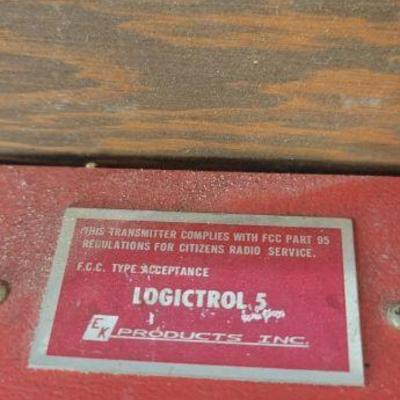 THIS TRANSMITTER COMPLIES WITH FCC PART 95
REGULATIONS FOR CITIZENS RADIO SERVICE.
F.C.C. TYPE ACCEPTANCE
LOGICTROL 5
EK PRODUCTS INC.